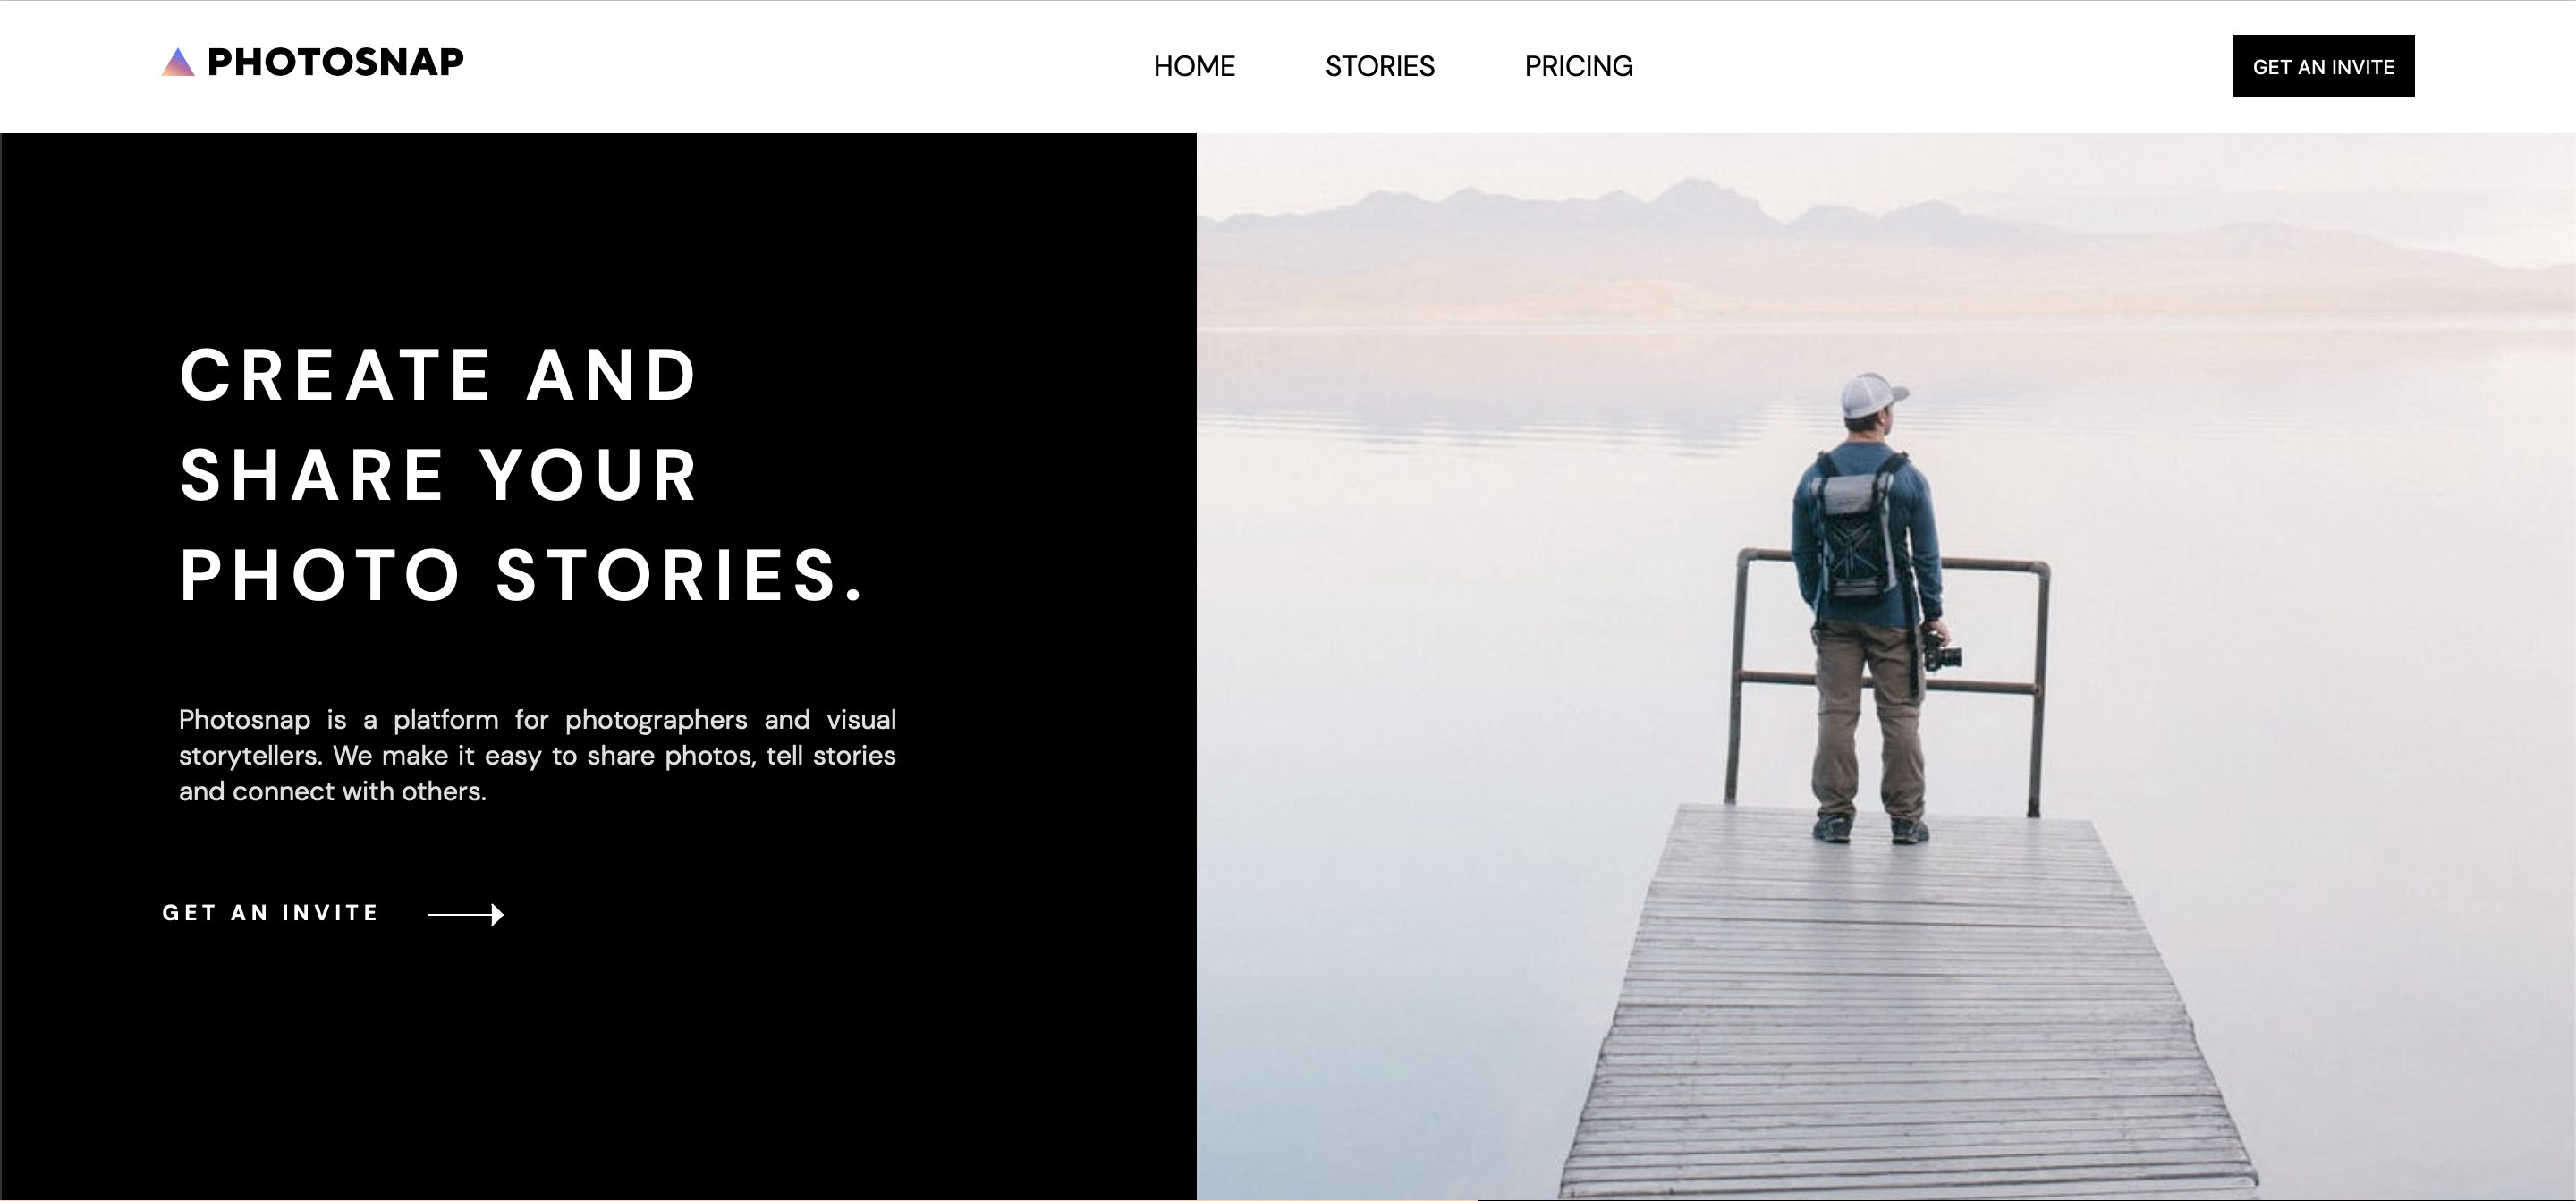 PHOTOSNAP
HOME
STORIES
PRICING
GET AN INVITE
CREATE AND
SHARE YOUR
PHOTO STORIES.
Photosnap is a platform for photographers and visual
storytellers. We make it easy to share photos, tell stories
and connect with others.
GET AN INVITE